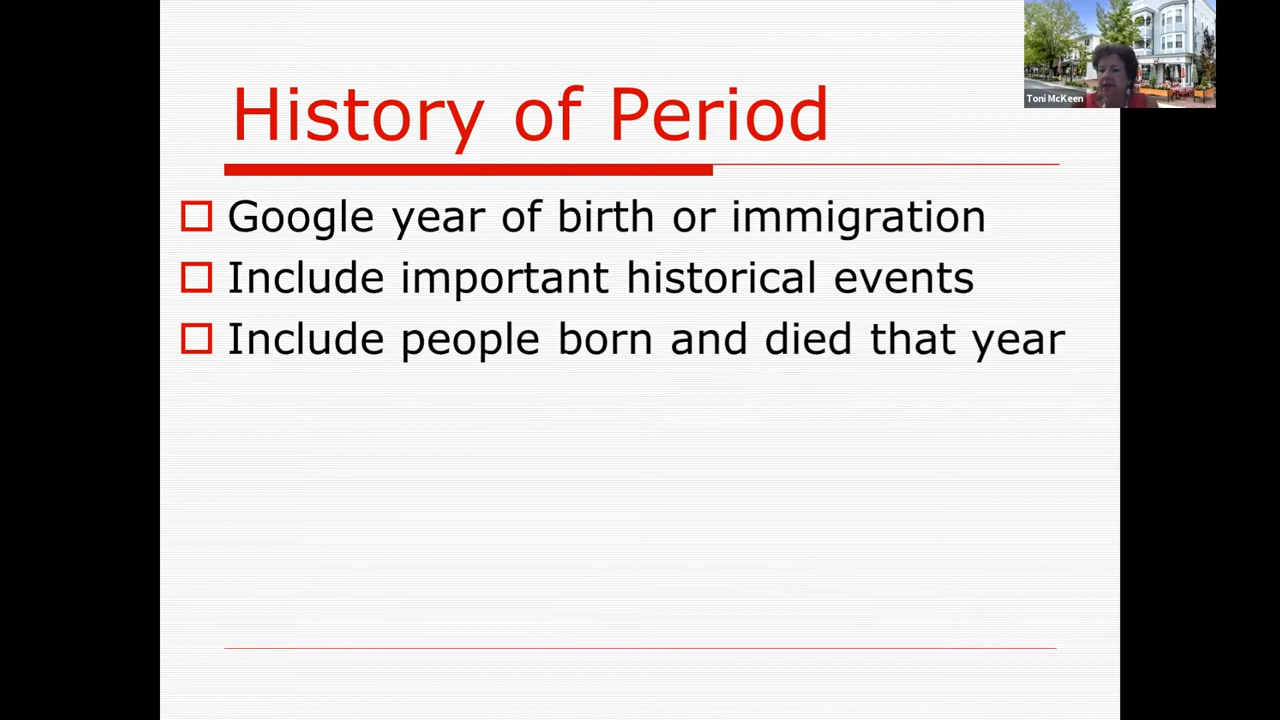 History of Period
Toni McKeen
Google year of birth or immigration
Include important historical events
Include people born and died that year